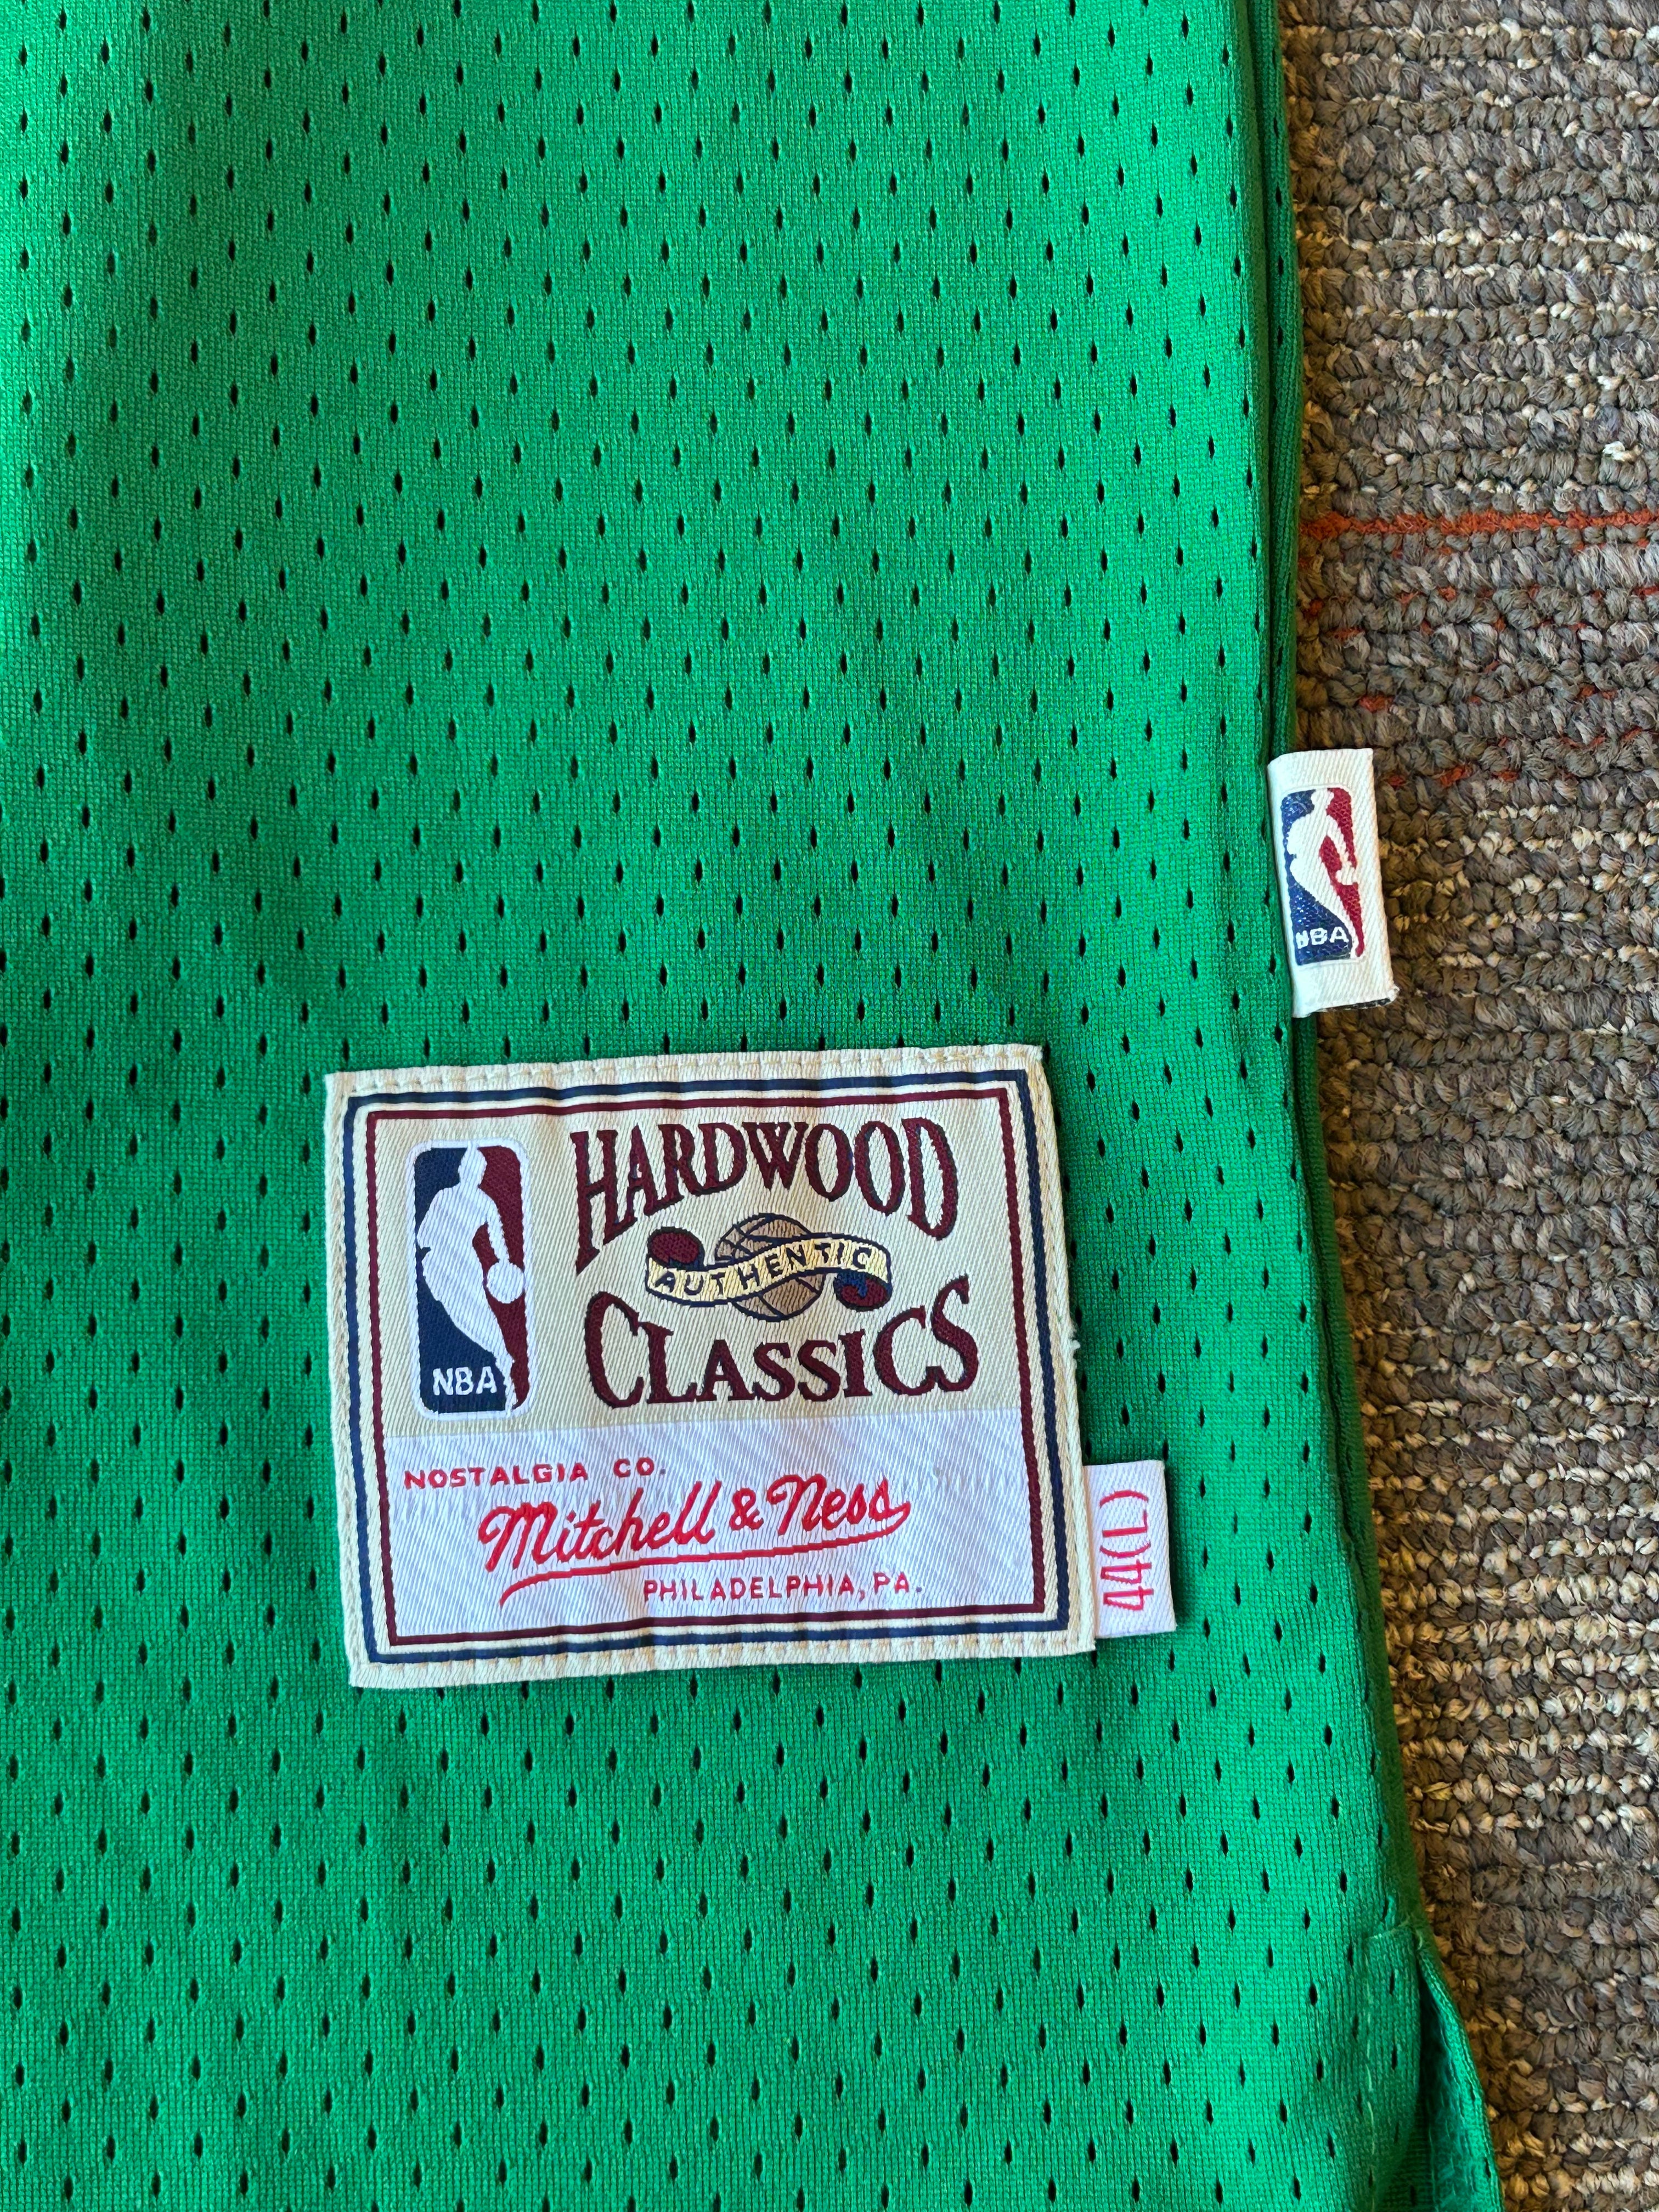 NBA
HARDWOOD
AUTHENTIC
CLASSICS
NBA
NOSTALGIA CO.
Mitchell & Ness
PHILADELPHIA, PA.
44(L)